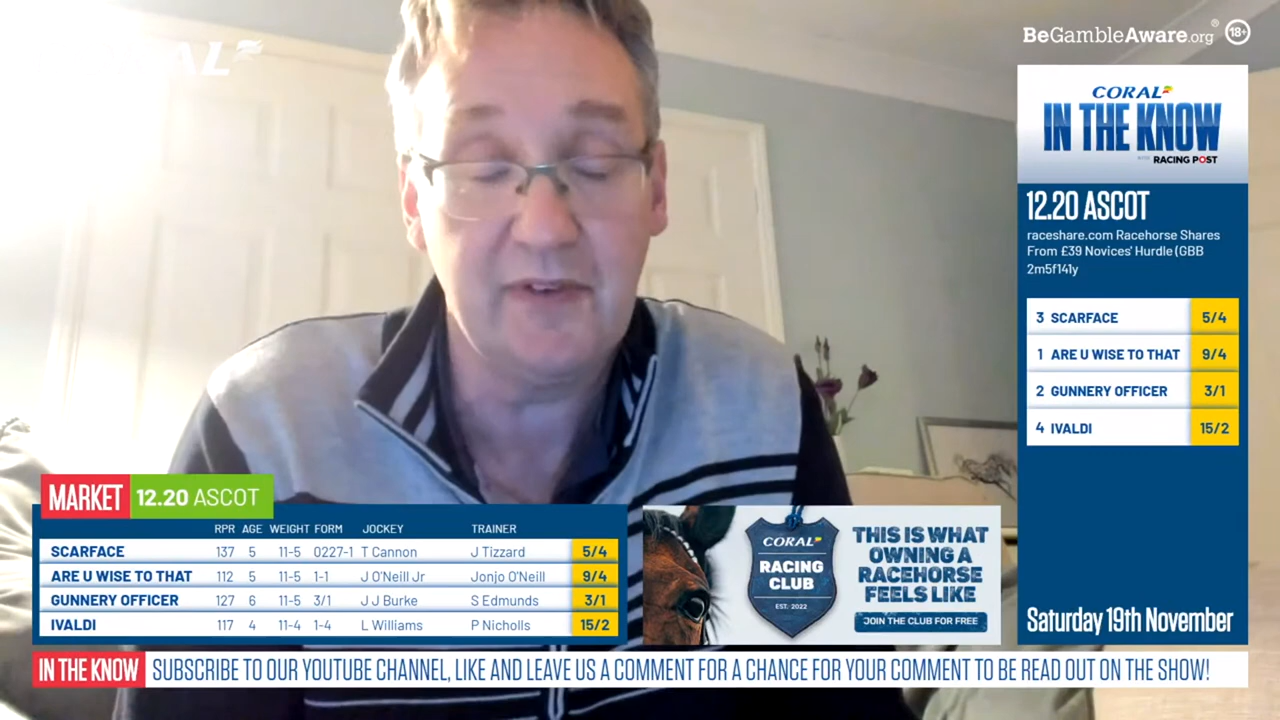 AL
BeGambleAware.org® 18+
CORAL
IN THE KNOW
WITH RACING POST
12.20 ASCOT
raceshare.com Racehorse Shares
From £39 Novices' Hurdle (GBB
2m5f141y
3 SCARFACE 5/4
1 ARE U WISE TO THAT 9/4
2 GUNNERY OFFICER 3/1
4 IVALDI 15/2
Saturday 19th November
MARKET 12.20 ASCOT
RPR AGE WEIGHT FORM JOCKEY TRAINER
SCARFACE 137 5 11-5 0227-1 T Cannon J Tizzard 5/4
ARE U WISE TO THAT 112 5 11-5 1-1 J O'Neill Jr Jonjo O'Neill 9/4
GUNNERY OFFICER 127 6 11-5 3/1 J J Burke S Edmunds 3/1
IVALDI 117 4 11-4 1-4 L Williams P Nicholls 15/2
CORAL
RACING
CLUB
EST. 2022
THIS IS WHAT
OWNING A
RACEHORSE
FEELS LIKE
JOIN THE CLUB FOR FREE
IN THE KNOW SUBSCRIBE TO OUR YOUTUBE CHANNEL, LIKE AND LEAVE US A COMMENT FOR A CHANCE FOR YOUR COMMENT TO BE READ OUT ON THE SHOW!